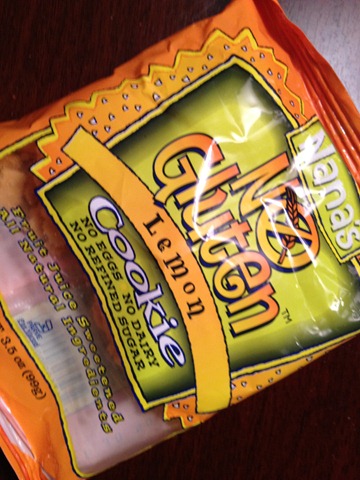 Nana's
NO
Gluten™
Lemon
Cookie
NO EGGS NO DAIRY
NO REFINED SUGAR
Fruit Juice Sweetened
All Natural Ingredients
3.5 oz (99g)